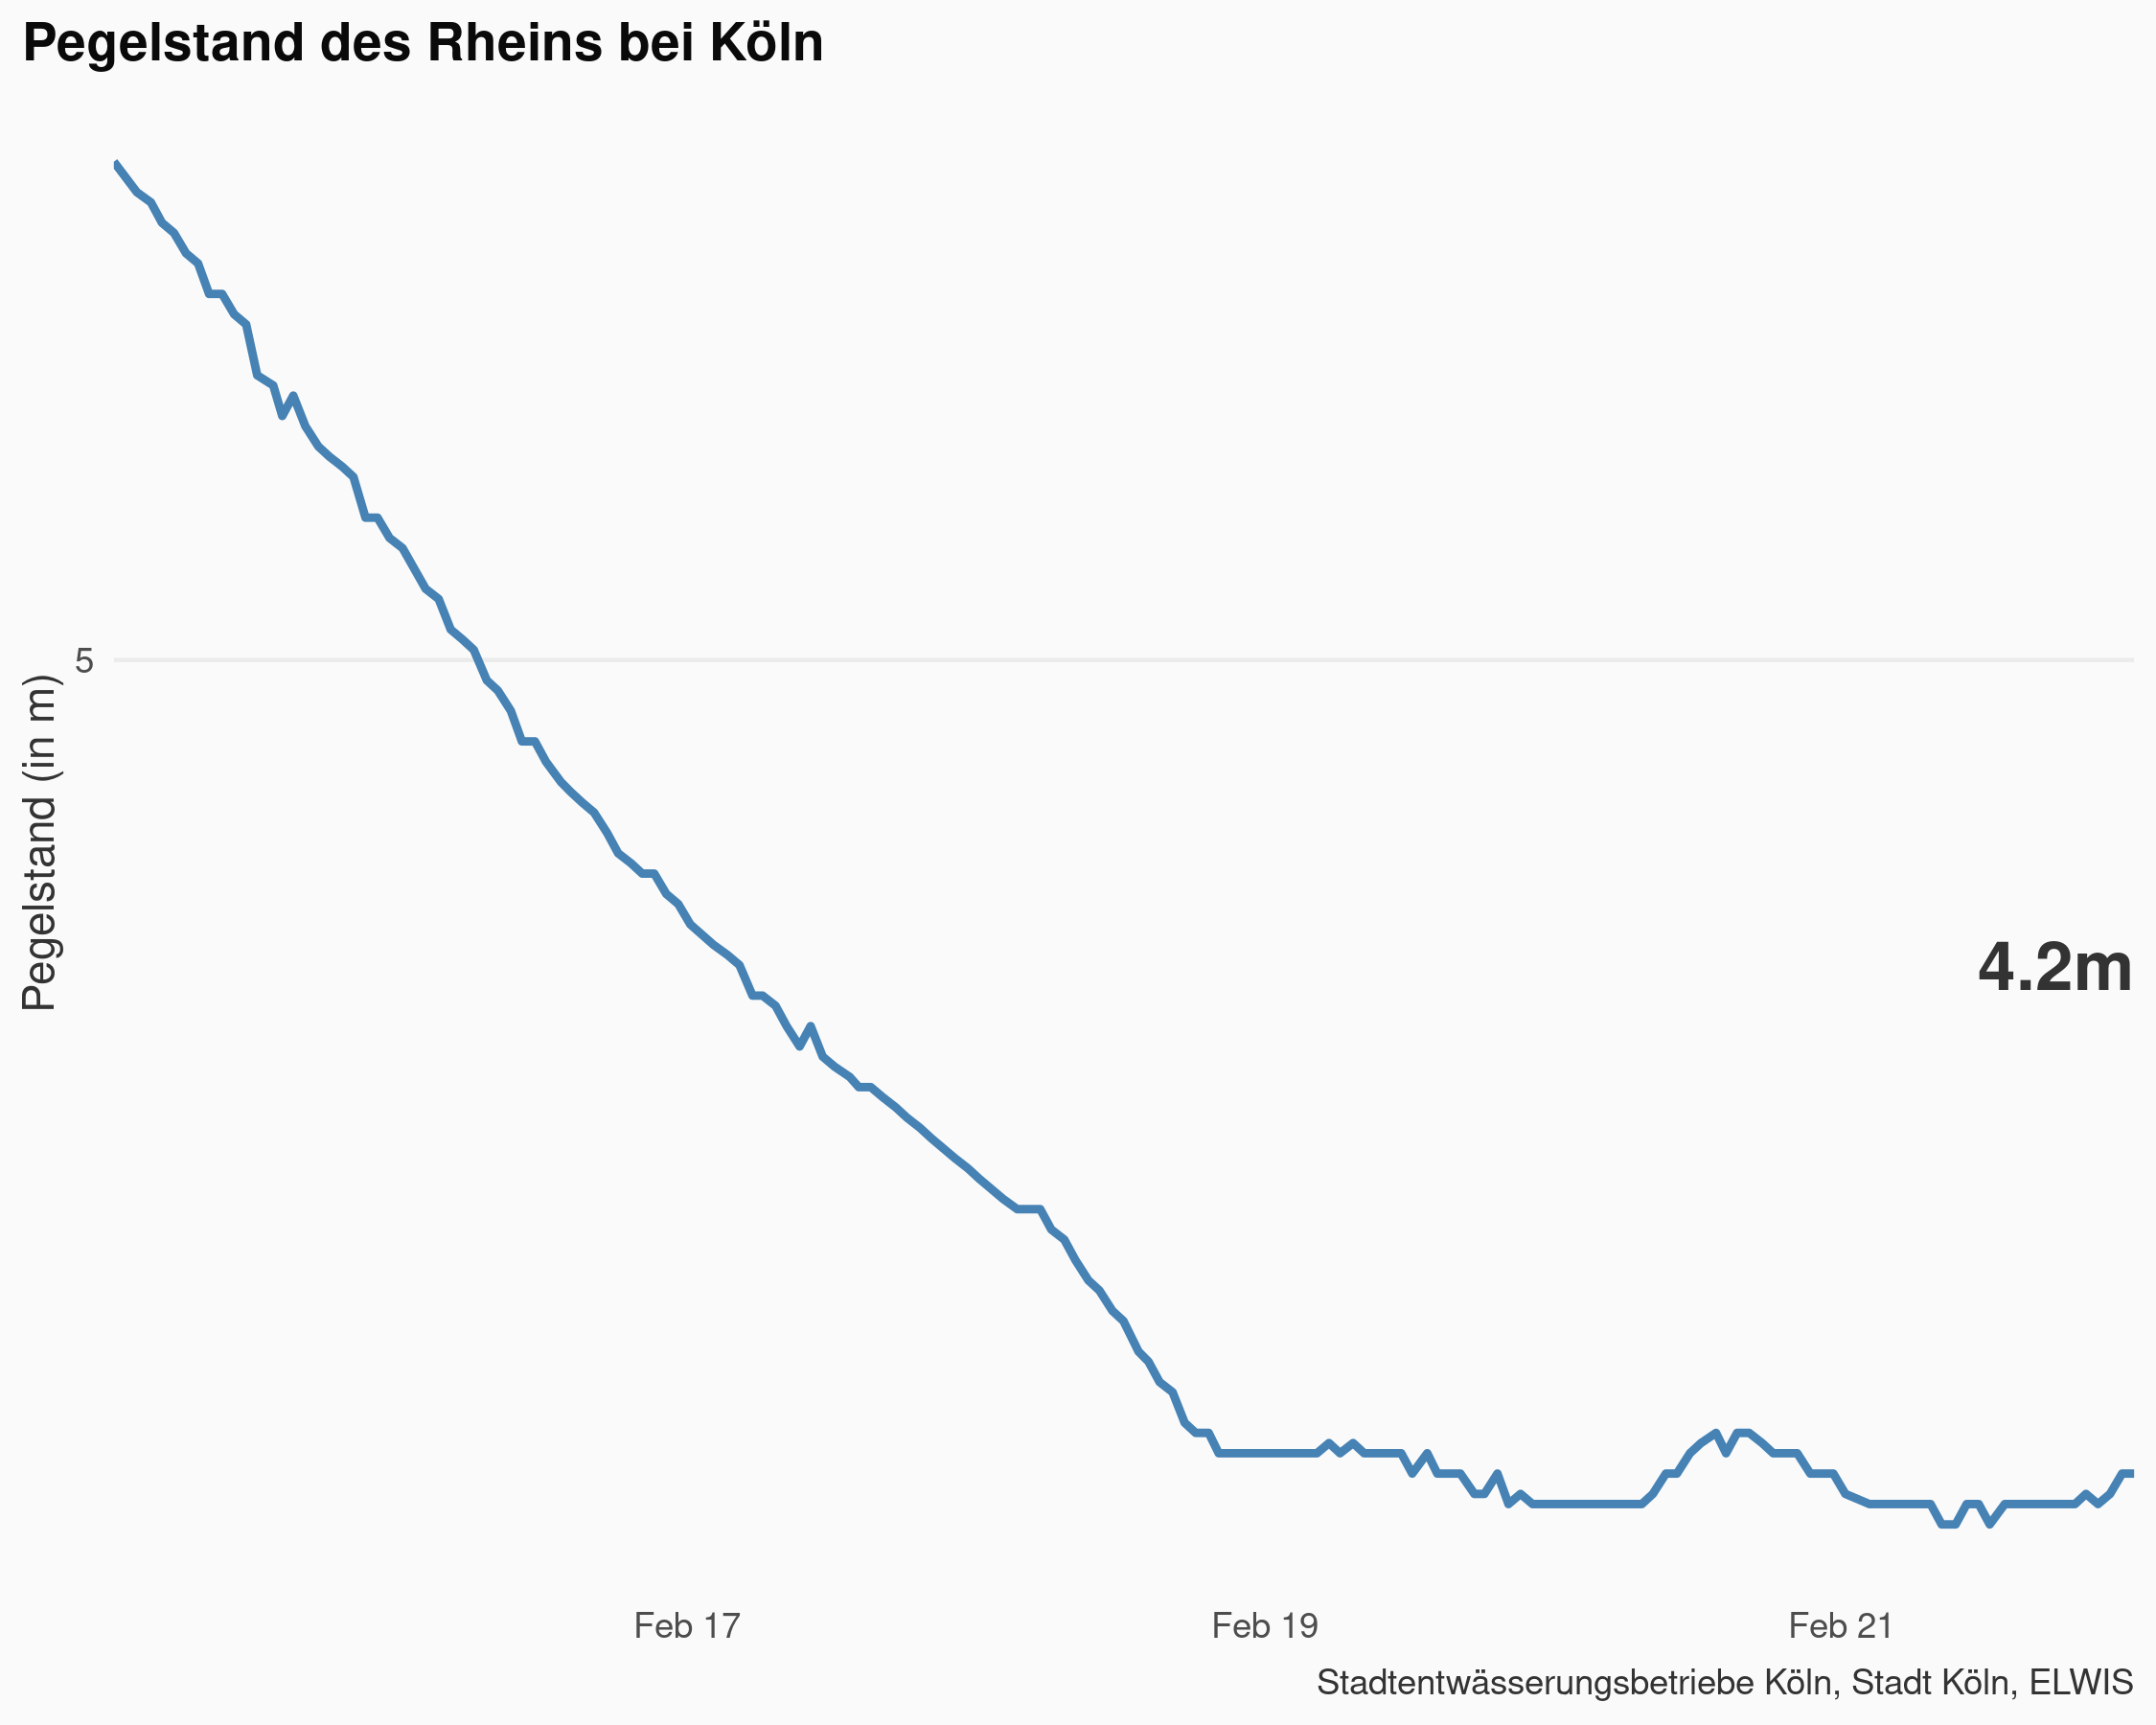 Pegelstand des Rheins bei Köln
Pegelstand (in m)
5
4.2m
Feb 17
Feb 19
Feb 21
Stadtentwässerungsbetriebe Köln, Stadt Köln, ELWIS